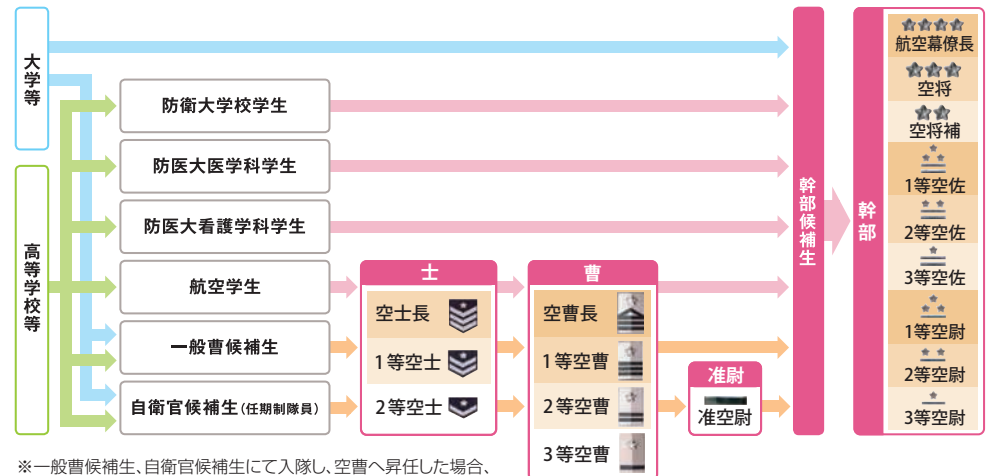 大学等
高等学校等
防衛大学校学生
防医大医学科学生
防医大看護学科学生
航空学生
一般曹候補生
自衛官候補生(任期制隊員)
士
空士長
1等空士
2等空士
曹
空曹長
1等空曹
2等空曹
3等空曹
准尉
准空尉
幹部候補生
幹部
航空幕僚長
空将
空将補
1等空佐
2等空佐
3等空佐
1等空尉
2等空尉
3等空尉
※一般曹候補生、自衛官候補生にて入隊し、空曹へ昇任した場合、